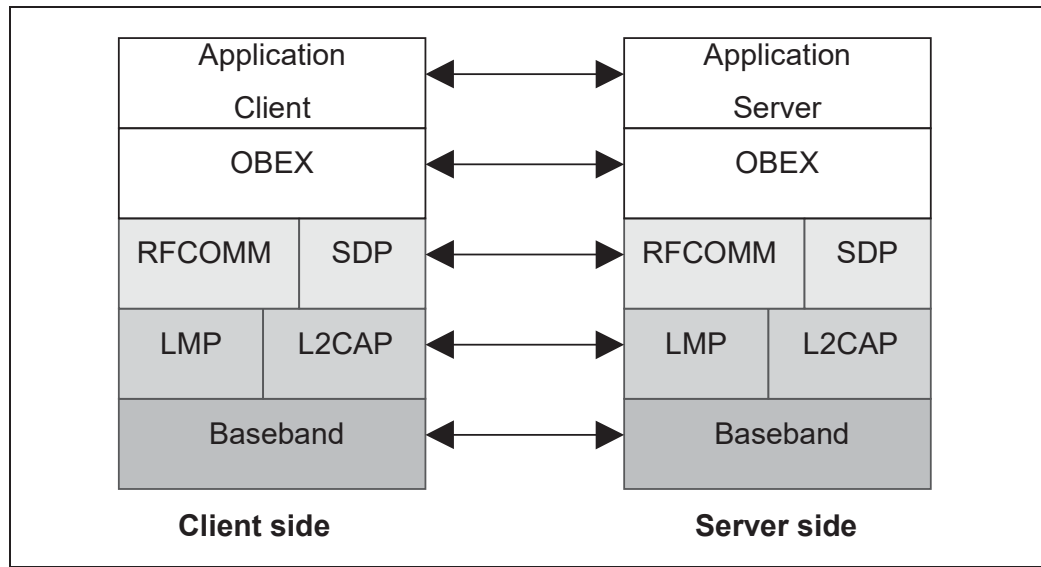 Application
Client
Application
Server
OBEX
OBEX
RFCOMM SDP
RFCOMM SDP
LMP L2CAP
LMP L2CAP
Baseband
Baseband
Client side
Server side